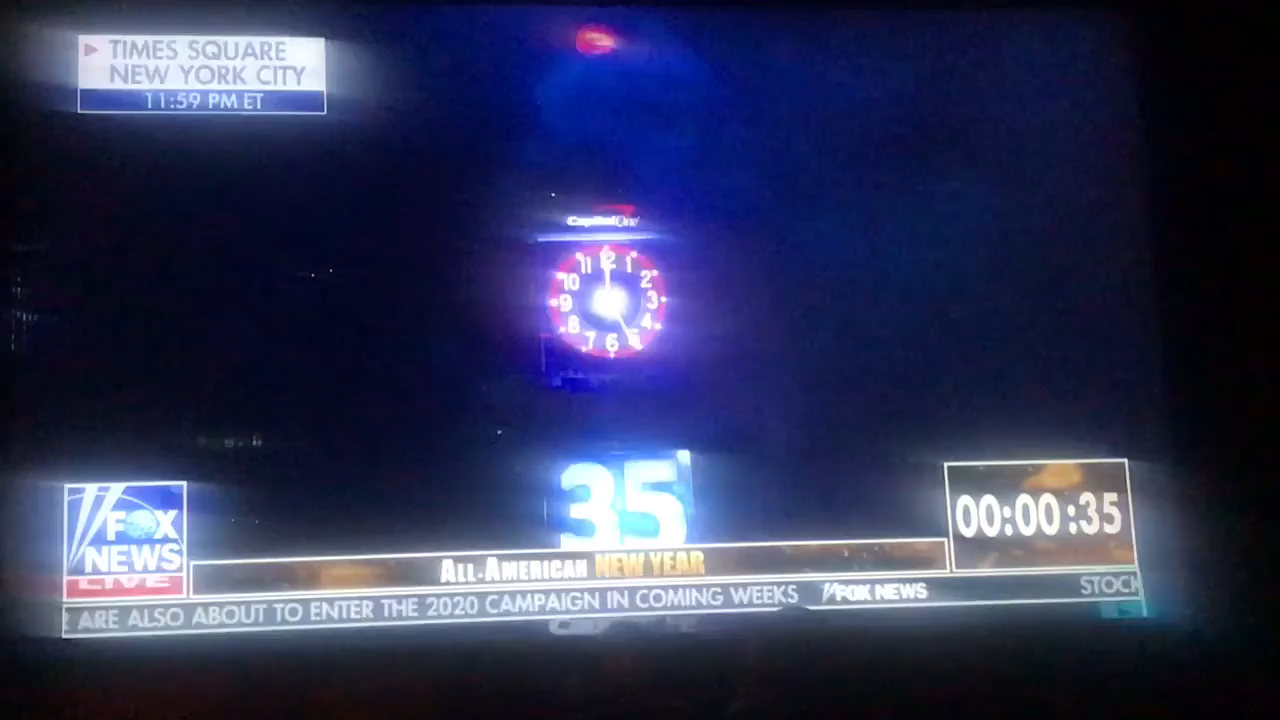 TIMES SQUARE
NEW YORK CITY
11:59 PM ET
Capital One
12
11 1
10 2
9 3
8 4
7 6 5
35
FOX
NEWS
LIVE
00:00:35
ALL-AMERICAN NEW YEAR
ARE ALSO ABOUT TO ENTER THE 2020 CAMPAIGN IN COMING WEEKS FOX NEWS STOCK